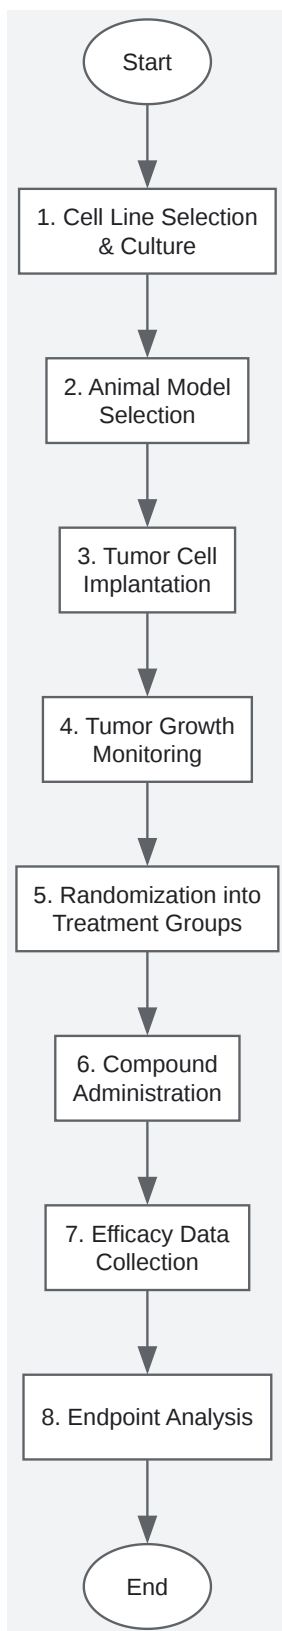 Start
1. Cell Line Selection
& Culture
2. Animal Model
Selection
3. Tumor Cell
Implantation
4. Tumor Growth
Monitoring
5. Randomization into
Treatment Groups
6. Compound
Administration
7. Efficacy Data
Collection
8. Endpoint Analysis
End